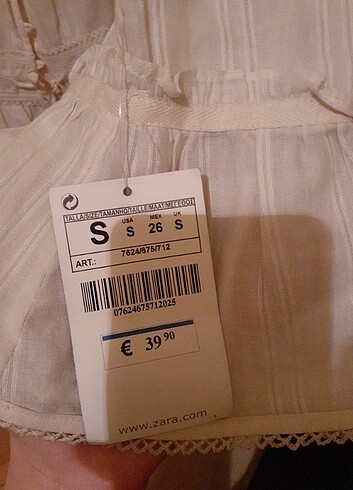 TALLA/SIZE/TAMANHO/TAILLE/MAAT/ΜΕΓΕΘΟΣ
S USA S MEX 26 UK S
ART.: 7624/675/712
07624675712025
€ 39 90
www.zara.com